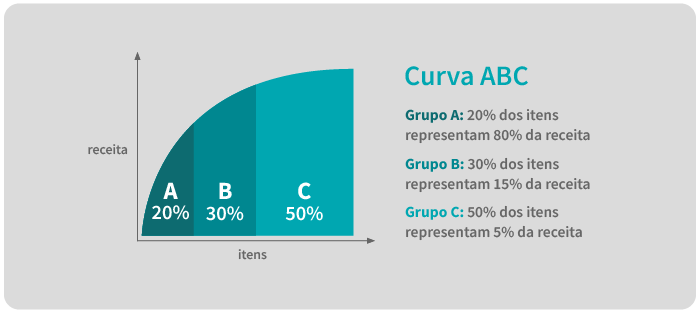 receita
A
20%
B
30%
C
50%
itens
Curva ABC
Grupo A: 20% dos itens
representam 80% da receita
Grupo B: 30% dos itens
representam 15% da receita
Grupo C: 50% dos itens
representam 5% da receita